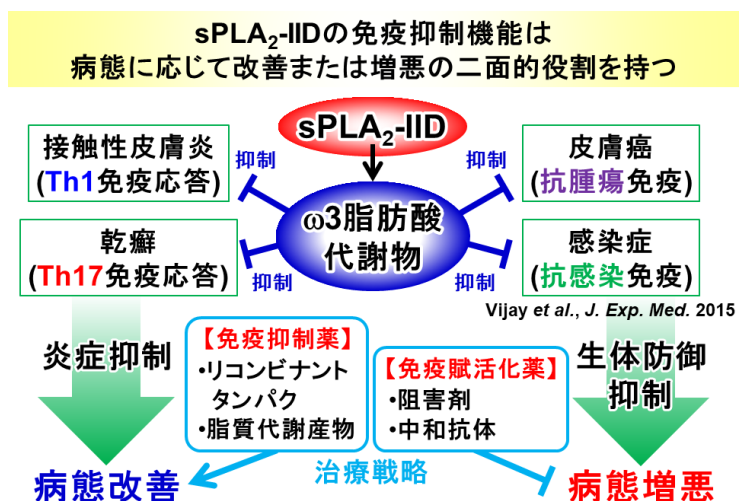 sPLA₂-IIDの免疫抑制機能は
病態に応じて改善または増悪の二面的役割を持つ
sPLA₂-IID
接触性皮膚炎
(Th1免疫応答)
抑制
抑制
皮膚癌
(抗腫瘍免疫)
ω3脂肪酸
代謝物
乾癬
(Th17免疫応答)
抑制
抑制
感染症
(抗感染免疫)
Vijay et al., J. Exp. Med. 2015
炎症抑制
【免疫抑制薬】
・リコンビナント
タンパク
・脂質代謝産物
【免疫賦活化薬】
・阻害剤
・中和抗体
生体防御
抑制
治療戦略
病態改善
病態増悪